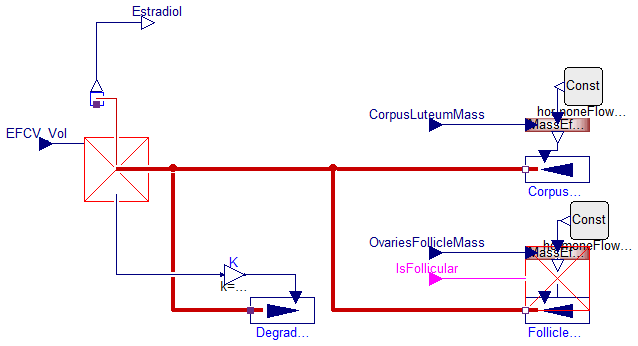 Estradiol
Const
CorpusLuteumMass
hormoneFlow...
MassEf...
EFCV_Vol
Corpus...
Const
OvariesFollicleMass
hormoneFlow...
MassEf...
K
IsFollicular
k=...
Degrad...
Follicle...